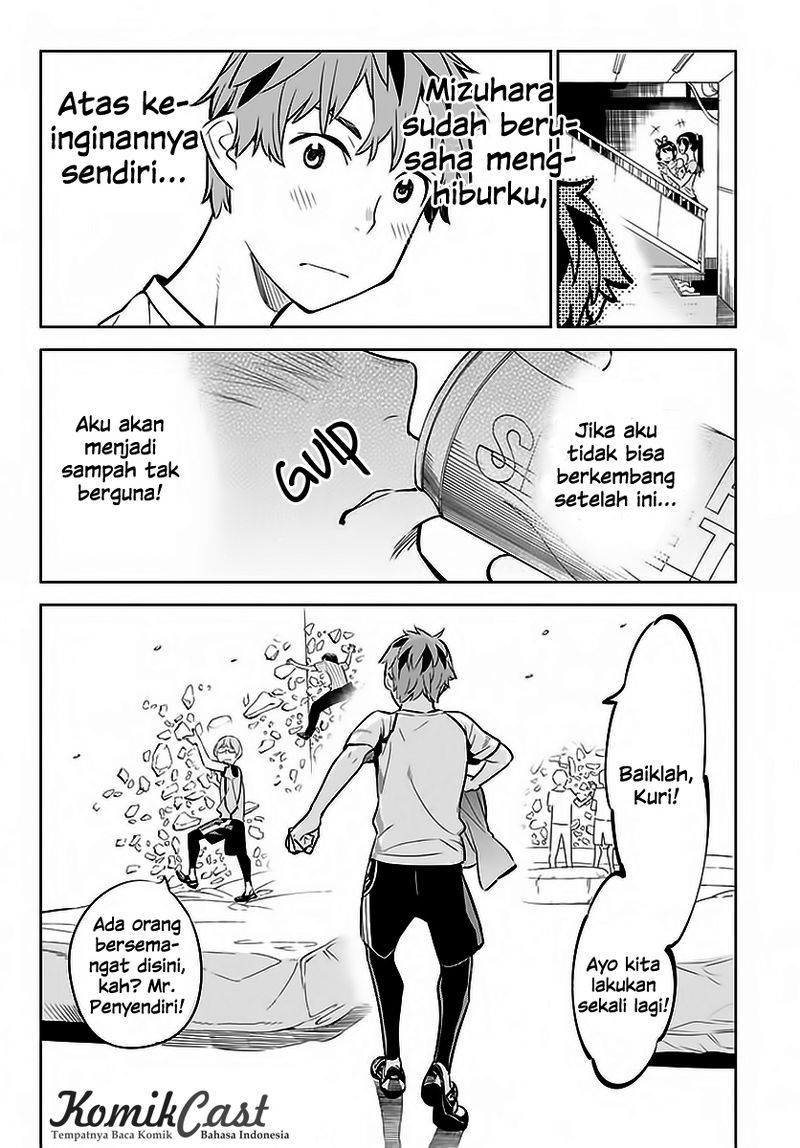 Mizuhara
sudah beru-
saha meng-
hiburku,
Atas ke-
inginannya
sendiri...
Jika aku
tidak bisa
berkembang
setelah ini...
S
GULP
Aku akan
menjadi
sampah tak
berguna!
Baiklah,
Kuri!
Ayo kita
lakukan
sekali lagi!
Ada orang
bersema-
ngat disini,
kah? Mr.
Penyendiri!
KomikCast
Tempatnya Baca Komik Bahasa Indonesia